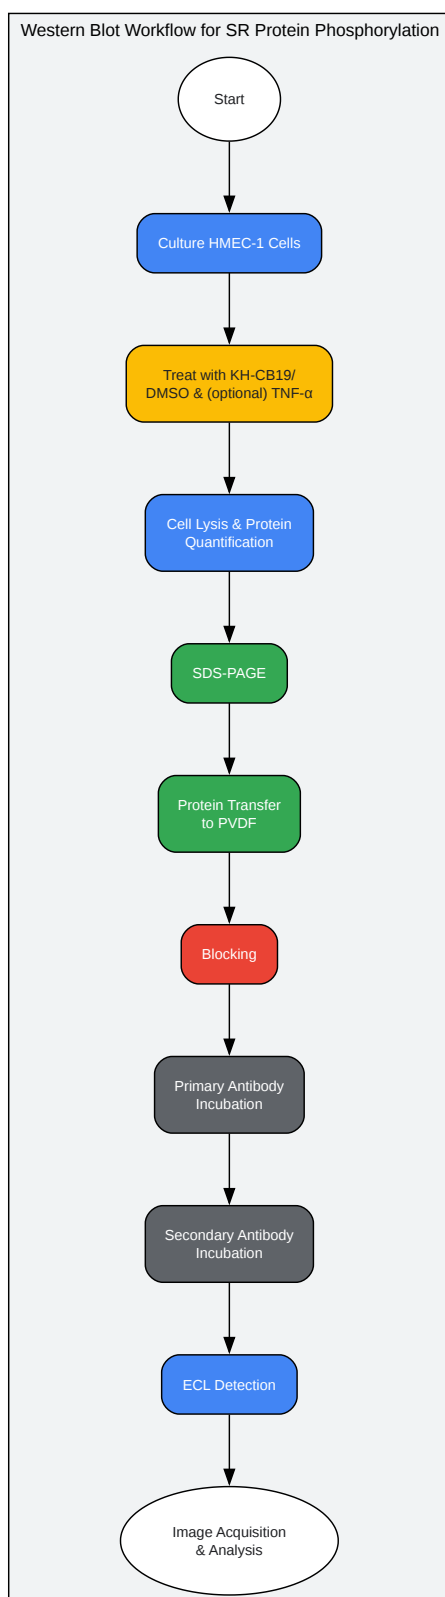 Western Blot Workflow for SR Protein Phosphorylation
Start
Culture HMEC-1 Cells
Treat with KH-CB19/
DMSO & (optional) TNF-α
Cell Lysis & Protein
Quantification
SDS-PAGE
Protein Transfer
to PVDF
Blocking
Primary Antibody
Incubation
Secondary Antibody
Incubation
ECL Detection
Image Acquisition
& Analysis